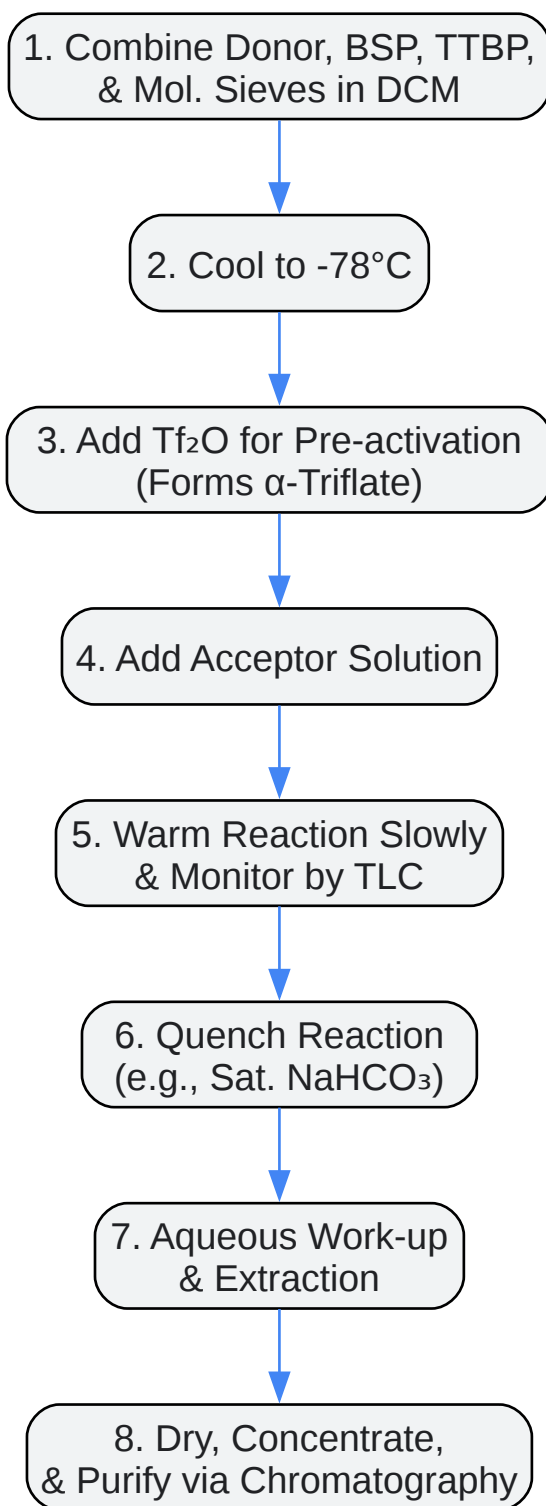 1. Combine Donor, BSP, TTBP,
& Mol. Sieves in DCM
2. Cool to -78°C
3. Add Tf₂O for Pre-activation
(Forms α-Triflate)
4. Add Acceptor Solution
5. Warm Reaction Slowly
& Monitor by TLC
6. Quench Reaction
(e.g., Sat. NaHCO₃)
7. Aqueous Work-up
& Extraction
8. Dry, Concentrate,
& Purify via Chromatography